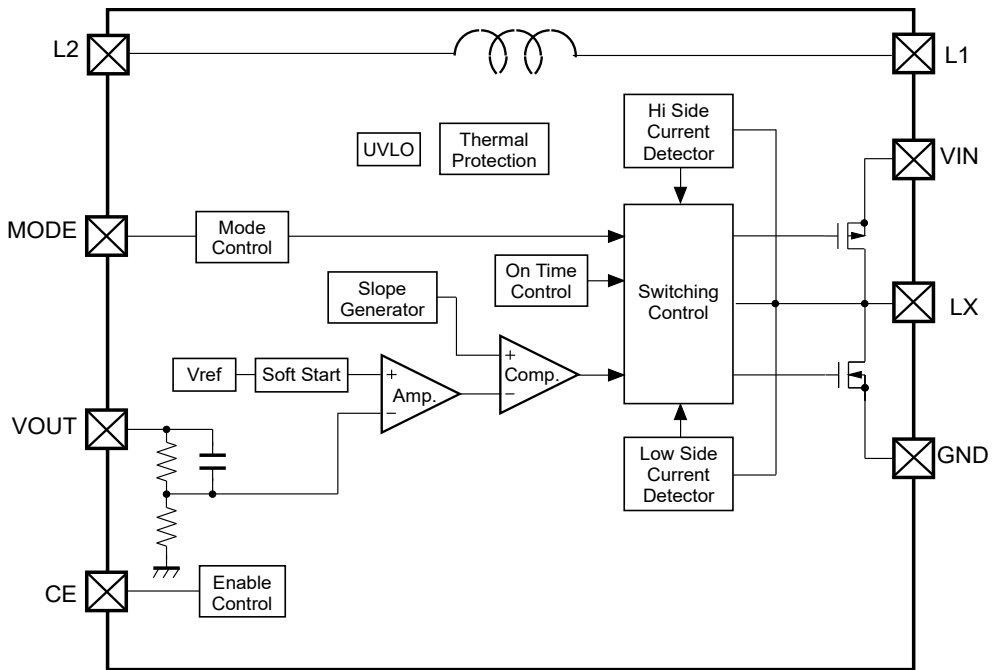 L2
L1
Hi Side
Current
Detector
UVLO
Thermal
Protection
VIN
MODE
Mode
Control
On Time
Control
Slope
Generator
Switching
Control
LX
Vref
Soft Start
+
Amp.
−
+
Comp.
−
VOUT
Low Side
Current
Detector
GND
CE
Enable
Control